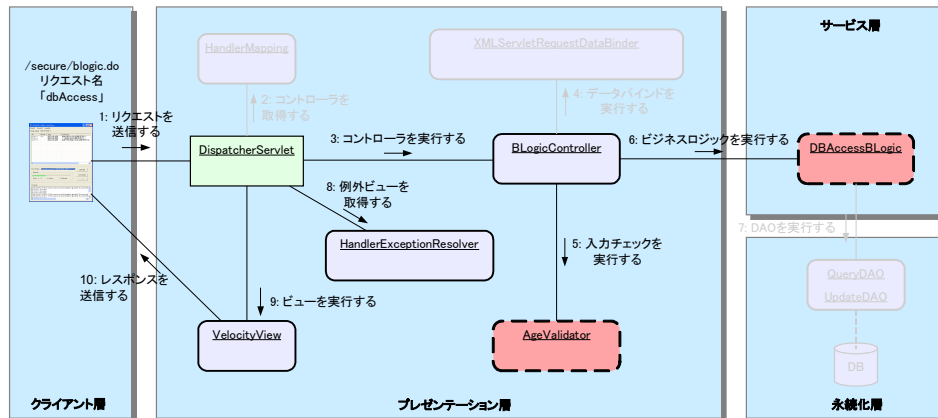 サービス層
HandlerMapping
XMLServletRequestDataBinder
/secure/blogic.do
リクエスト名
「dbAccess」
1: リクエストを
送信する
2: コントローラを
取得する
4: データバインドを
実行する
3: コントローラを実行する
6: ビジネスロジックを実行する
DispatcherServlet
BLogicController
DBAccessBLogic
8: 例外ビューを
取得する
7: DAOを実行する
HandlerExceptionResolver
5: 入力チェックを
実行する
10: レスポンスを
送信する
9: ビューを実行する
QueryDAO
UpdateDAO
VelocityView
AgeValidator
DB
クライアント層
プレゼンテーション層
永続化層